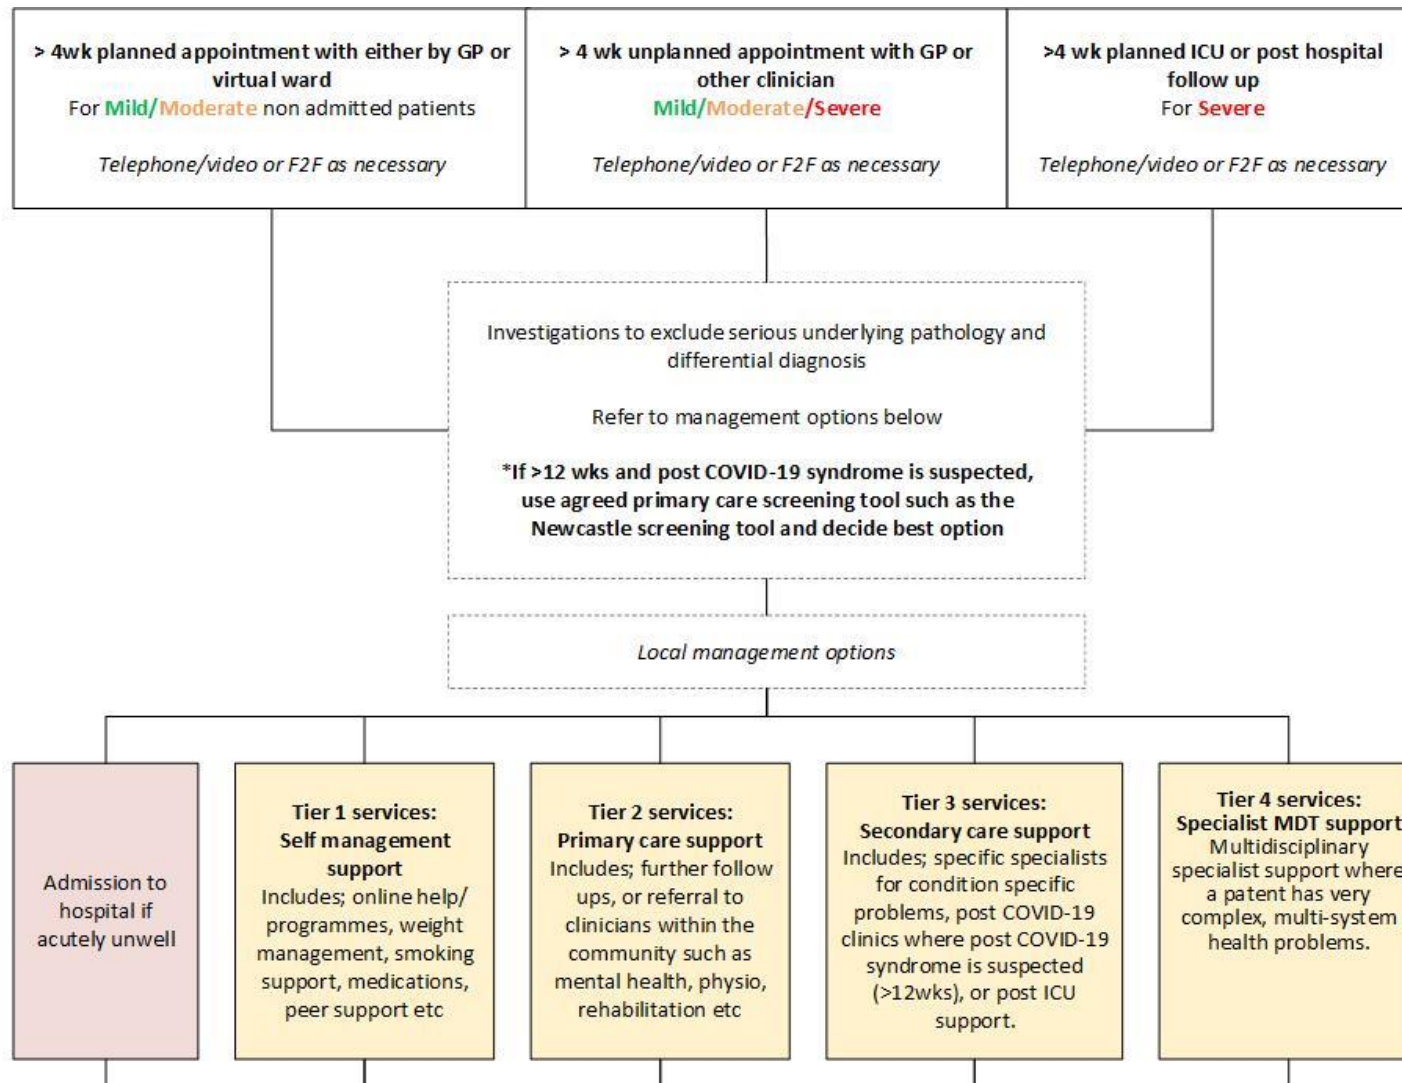 > 4wk planned appointment with either by GP or
virtual ward
For Mild/Moderate non admitted patients
Telephone/video or F2F as necessary
> 4 wk unplanned appointment with GP or
other clinician
Mild/Moderate/Severe
Telephone/video or F2F as necessary
>4 wk planned ICU or post hospital
follow up
For Severe
Telephone/video or F2F as necessary
Investigations to exclude serious underlying pathology and
differential diagnosis
Refer to management options below
*If >12 wks and post COVID-19 syndrome is suspected,
use agreed primary care screening tool such as the
Newcastle screening tool and decide best option
Local management options
Admission to
hospital if
acutely unwell
Tier 1 services:
Self management
support
Includes; online help/
programmes, weight
management, smoking
support, medications,
peer support etc
Tier 2 services:
Primary care support
Includes; further follow
ups, or referral to
clinicians within the
community such as
mental health, physio,
rehabilitation etc
Tier 3 services:
Secondary care support
Includes; specific specialists
for condition specific
problems, post COVID-19
clinics where post COVID-19
syndrome is suspected
(>12wks), or post ICU
support.
Tier 4 services:
Specialist MDT support
Multidisciplinary
specialist support where
a patent has very
complex, multi-system
health problems.